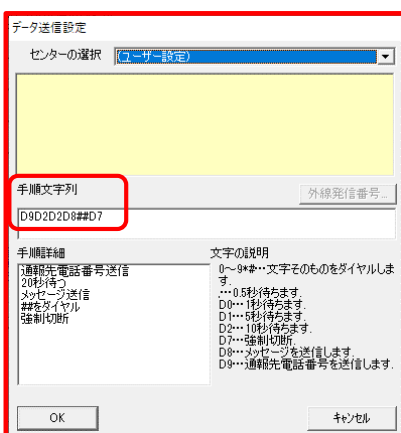 データ送信設定
センターの選択 (ユーザー設定)
手順文字列
外線発信番号...
D9D2D2D8##D7
手順詳細
通報先電話番号送信
20秒待つ
メッセージ送信
##をダイヤル
強制切断
文字の説明
0～9*#…文字そのものをダイヤルしま
す.
,…0.5秒待ちます.
D0…1秒待ちます.
D1…5秒待ちます.
D2…10秒待ちます.
D7…強制切断.
D8…メッセージを送信します.
D9…通報先電話番号を送信します.
OK
キャンセル